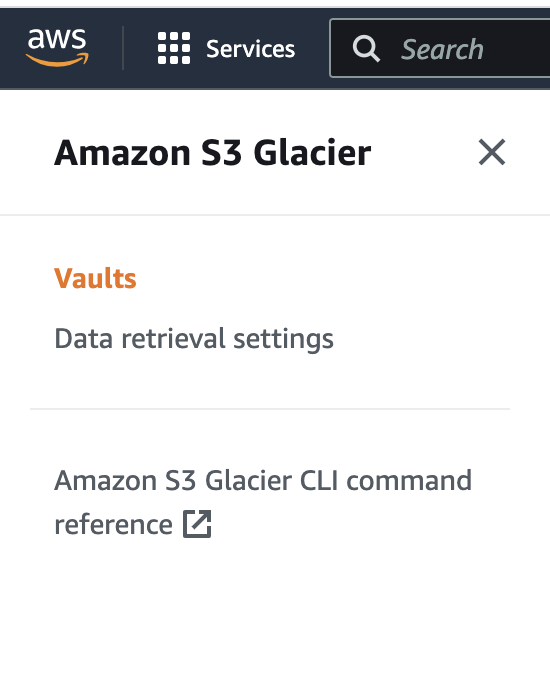 aws
Services
Search
Amazon S3 Glacier
Vaults
Data retrieval settings
Amazon S3 Glacier CLI command
reference